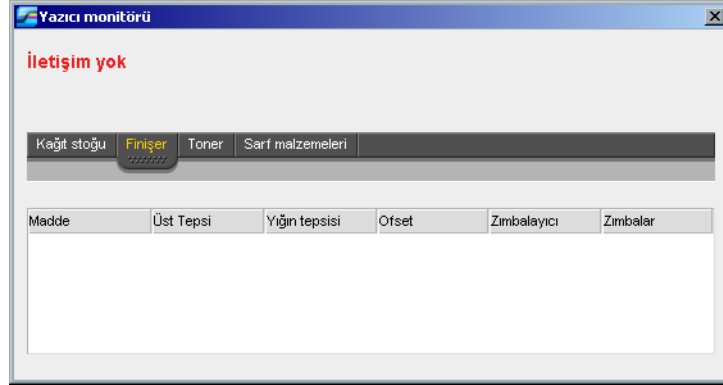 Yazıcı monitörü
İletişim yok
Kağıt stoğu Finişer Toner Sarf malzemeleri
Madde Üst Tepsi Yığın tepsisi Ofset Zımbalayıcı Zımbalar